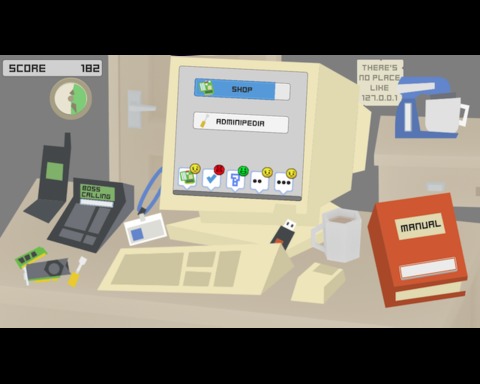 SCORE 182
SHOP
ADMINIPEDIA
THERE'S
NO PLACE
LIKE
127.0.0.1
BOSS
CALLING
MANUAL